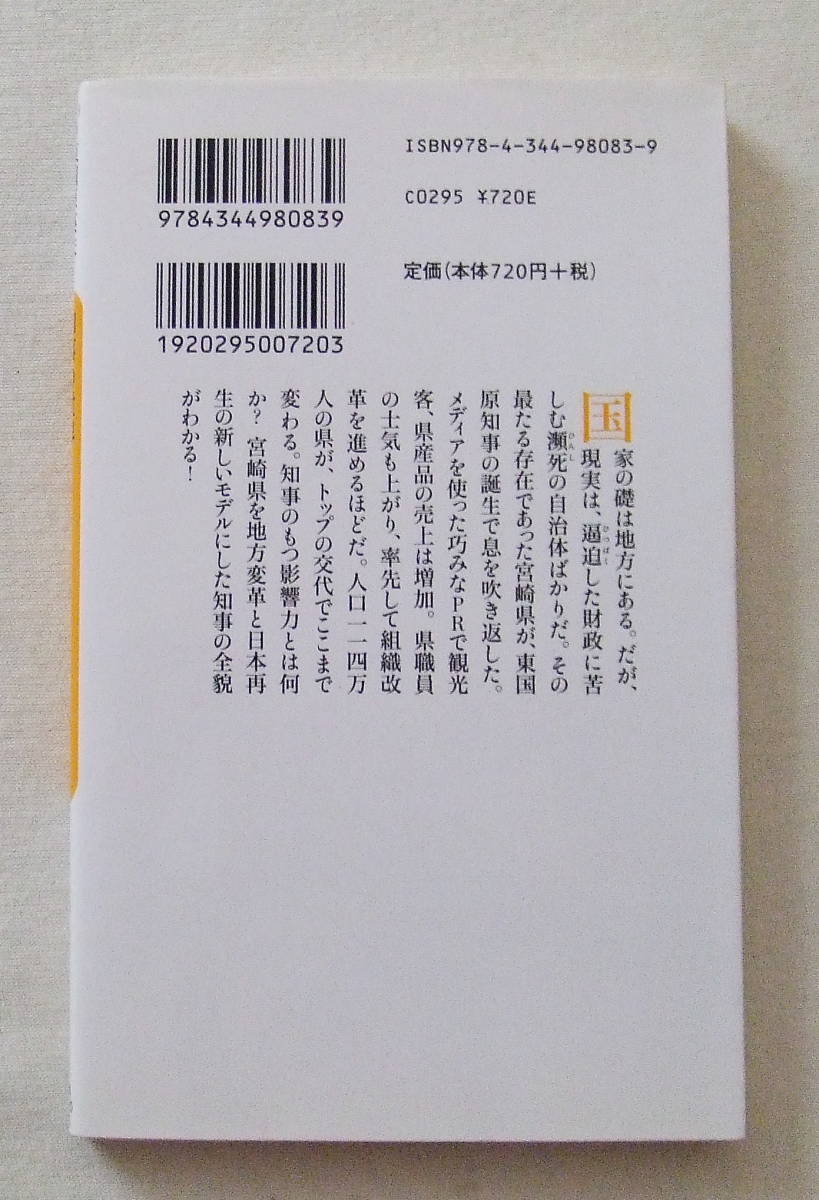 ISBN978-4-344-98083-9
C0295 ¥720E
9784344980839
定価(本体720円+税)
1920295007203
国家の礎は地方にある。だが、
現実は、逼迫した財政に苦
しむ瀕死の自治体ばかりだ。その
最たる存在であった宮崎県が、東国
原知事の誕生で息を吹き返した。
メディアを使った巧みなPRで観光
客、県産品の売上は増加。県職員
の士気も上がり、率先して組織改
革を進めるほどだ。人口一一四万
人の県が、トップの交代でここまで
変わる。知事のもつ影響力とは何
か? 宮崎県を地方変革と日本再
生の新しいモデルにした知事の全貌
がわかる!